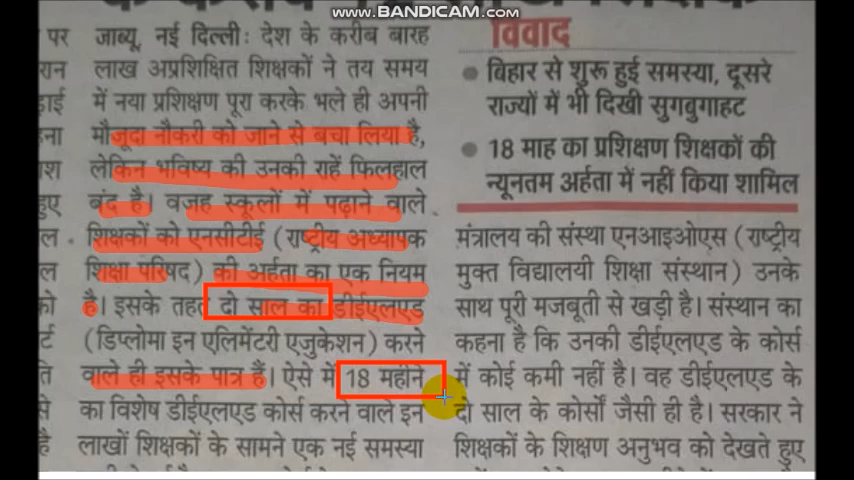 www.BANDICAM.com
पर
रान
ाई
ना
श
हुए
ल
ल
को
र्ट
ति
से
है
जाब्यू, नई दिल्ली: देश के करीब बारह
लाख अप्रशिक्षित शिक्षकों ने तय समय
में नया प्रशिक्षण पूरा करके भले ही अपनी
मौजूदा नौकरी को जाने से बचा लिया है,
लेकिन भविष्य की उनकी राहें फिलहाल
बंद है। वजह स्कूलों में पढ़ाने वाले
शिक्षकों को एनसीटीई (राष्ट्रीय अध्यापक
शिक्षा परिषद) की अर्हता का एक नियम
है। इसके तहत दो साल का डीईएलएड
(डिप्लोमा इन एलिमेंटरी एजुकेशन) करने
वाले ही इसके पात्र है। ऐसे में 18 महीने
का विशेष डीईएलएड कोर्स करने वाले इन
लाखों शिक्षकों के सामने एक नई समस्या
विवाद
● बिहार से शुरू हुई समस्या, दूसरे
राज्यों में भी दिखी सुगबुगाहट
● 18 माह का प्रशिक्षण शिक्षकों की
न्यूनतम अर्हता में नहीं किया शामिल
मंत्रालय की संस्था एनआइओएस (राष्ट्रीय
मुक्त विद्यालयी शिक्षा संस्थान) उनके
साथ पूरी मजबूती से खड़ी है। संस्थान का
कहना है कि उनकी डीईएलएड के कोर्स
में कोई कमी नहीं है। वह डीईएलएड के
दो साल के कोर्सों जैसी ही है। सरकार ने
शिक्षकों के शिक्षण अनुभव को देखते हुए